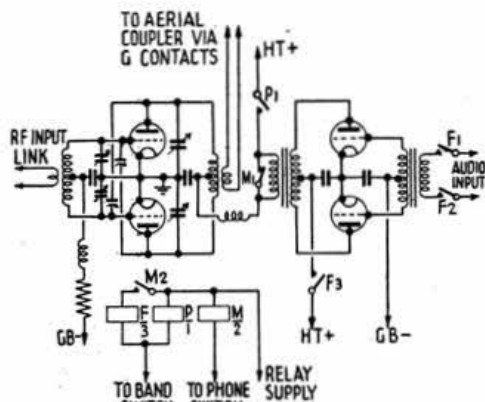 TO AERIAL
COUPLER VIA
G CONTACTS
HT+
P1
RF INPUT
LINK
M1
F1
AUDIO
INPUT
F2
M2
F3
F
3
P
1
M
2
GB-
HT+
GB-
TO BAND
TO PHONE
RELAY
SUPPLY